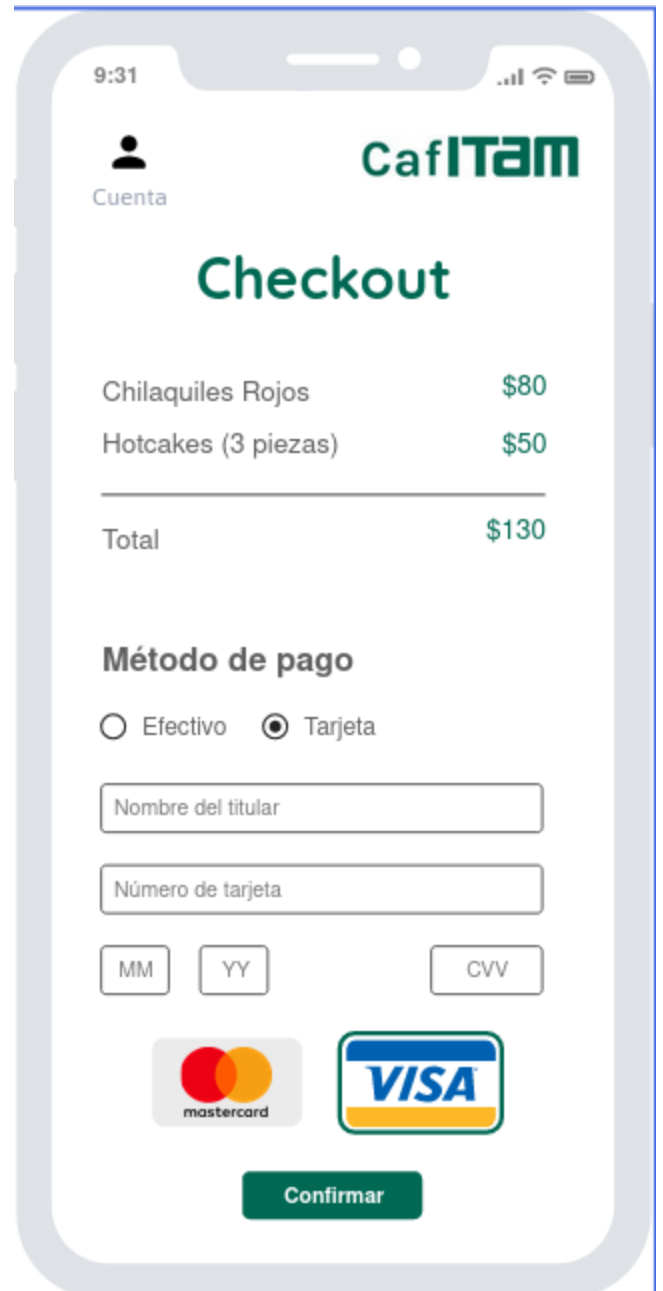 9:31
Cuenta
CafITAM
Checkout
Chilaquiles Rojos $80
Hotcakes (3 piezas) $50
Total $130
Método de pago
Efectivo Tarjeta
Nombre del titular
Número de tarjeta
MM YY CVV
mastercard VISA
Confirmar